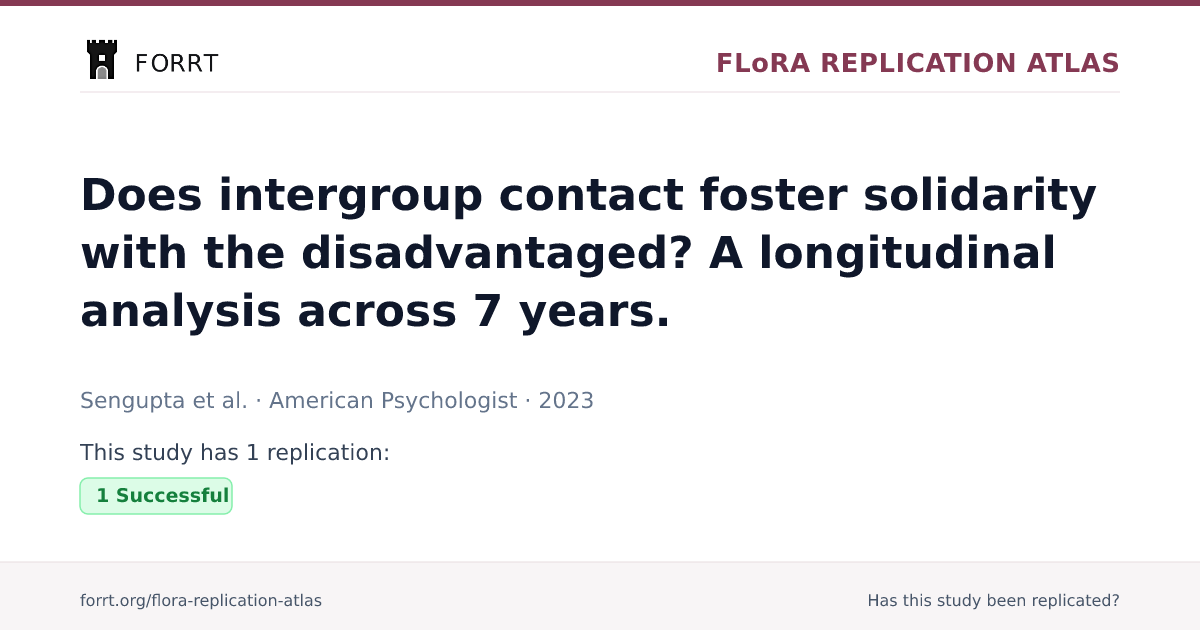 FORRT
FLoRA REPLICATION ATLAS
Does intergroup contact foster solidarity
with the disadvantaged? A longitudinal
analysis across 7 years.
Sengupta et al. · American Psychologist · 2023
This study has 1 replication:
1 Successful
forrt.org/flora-replication-atlas
Has this study been replicated?